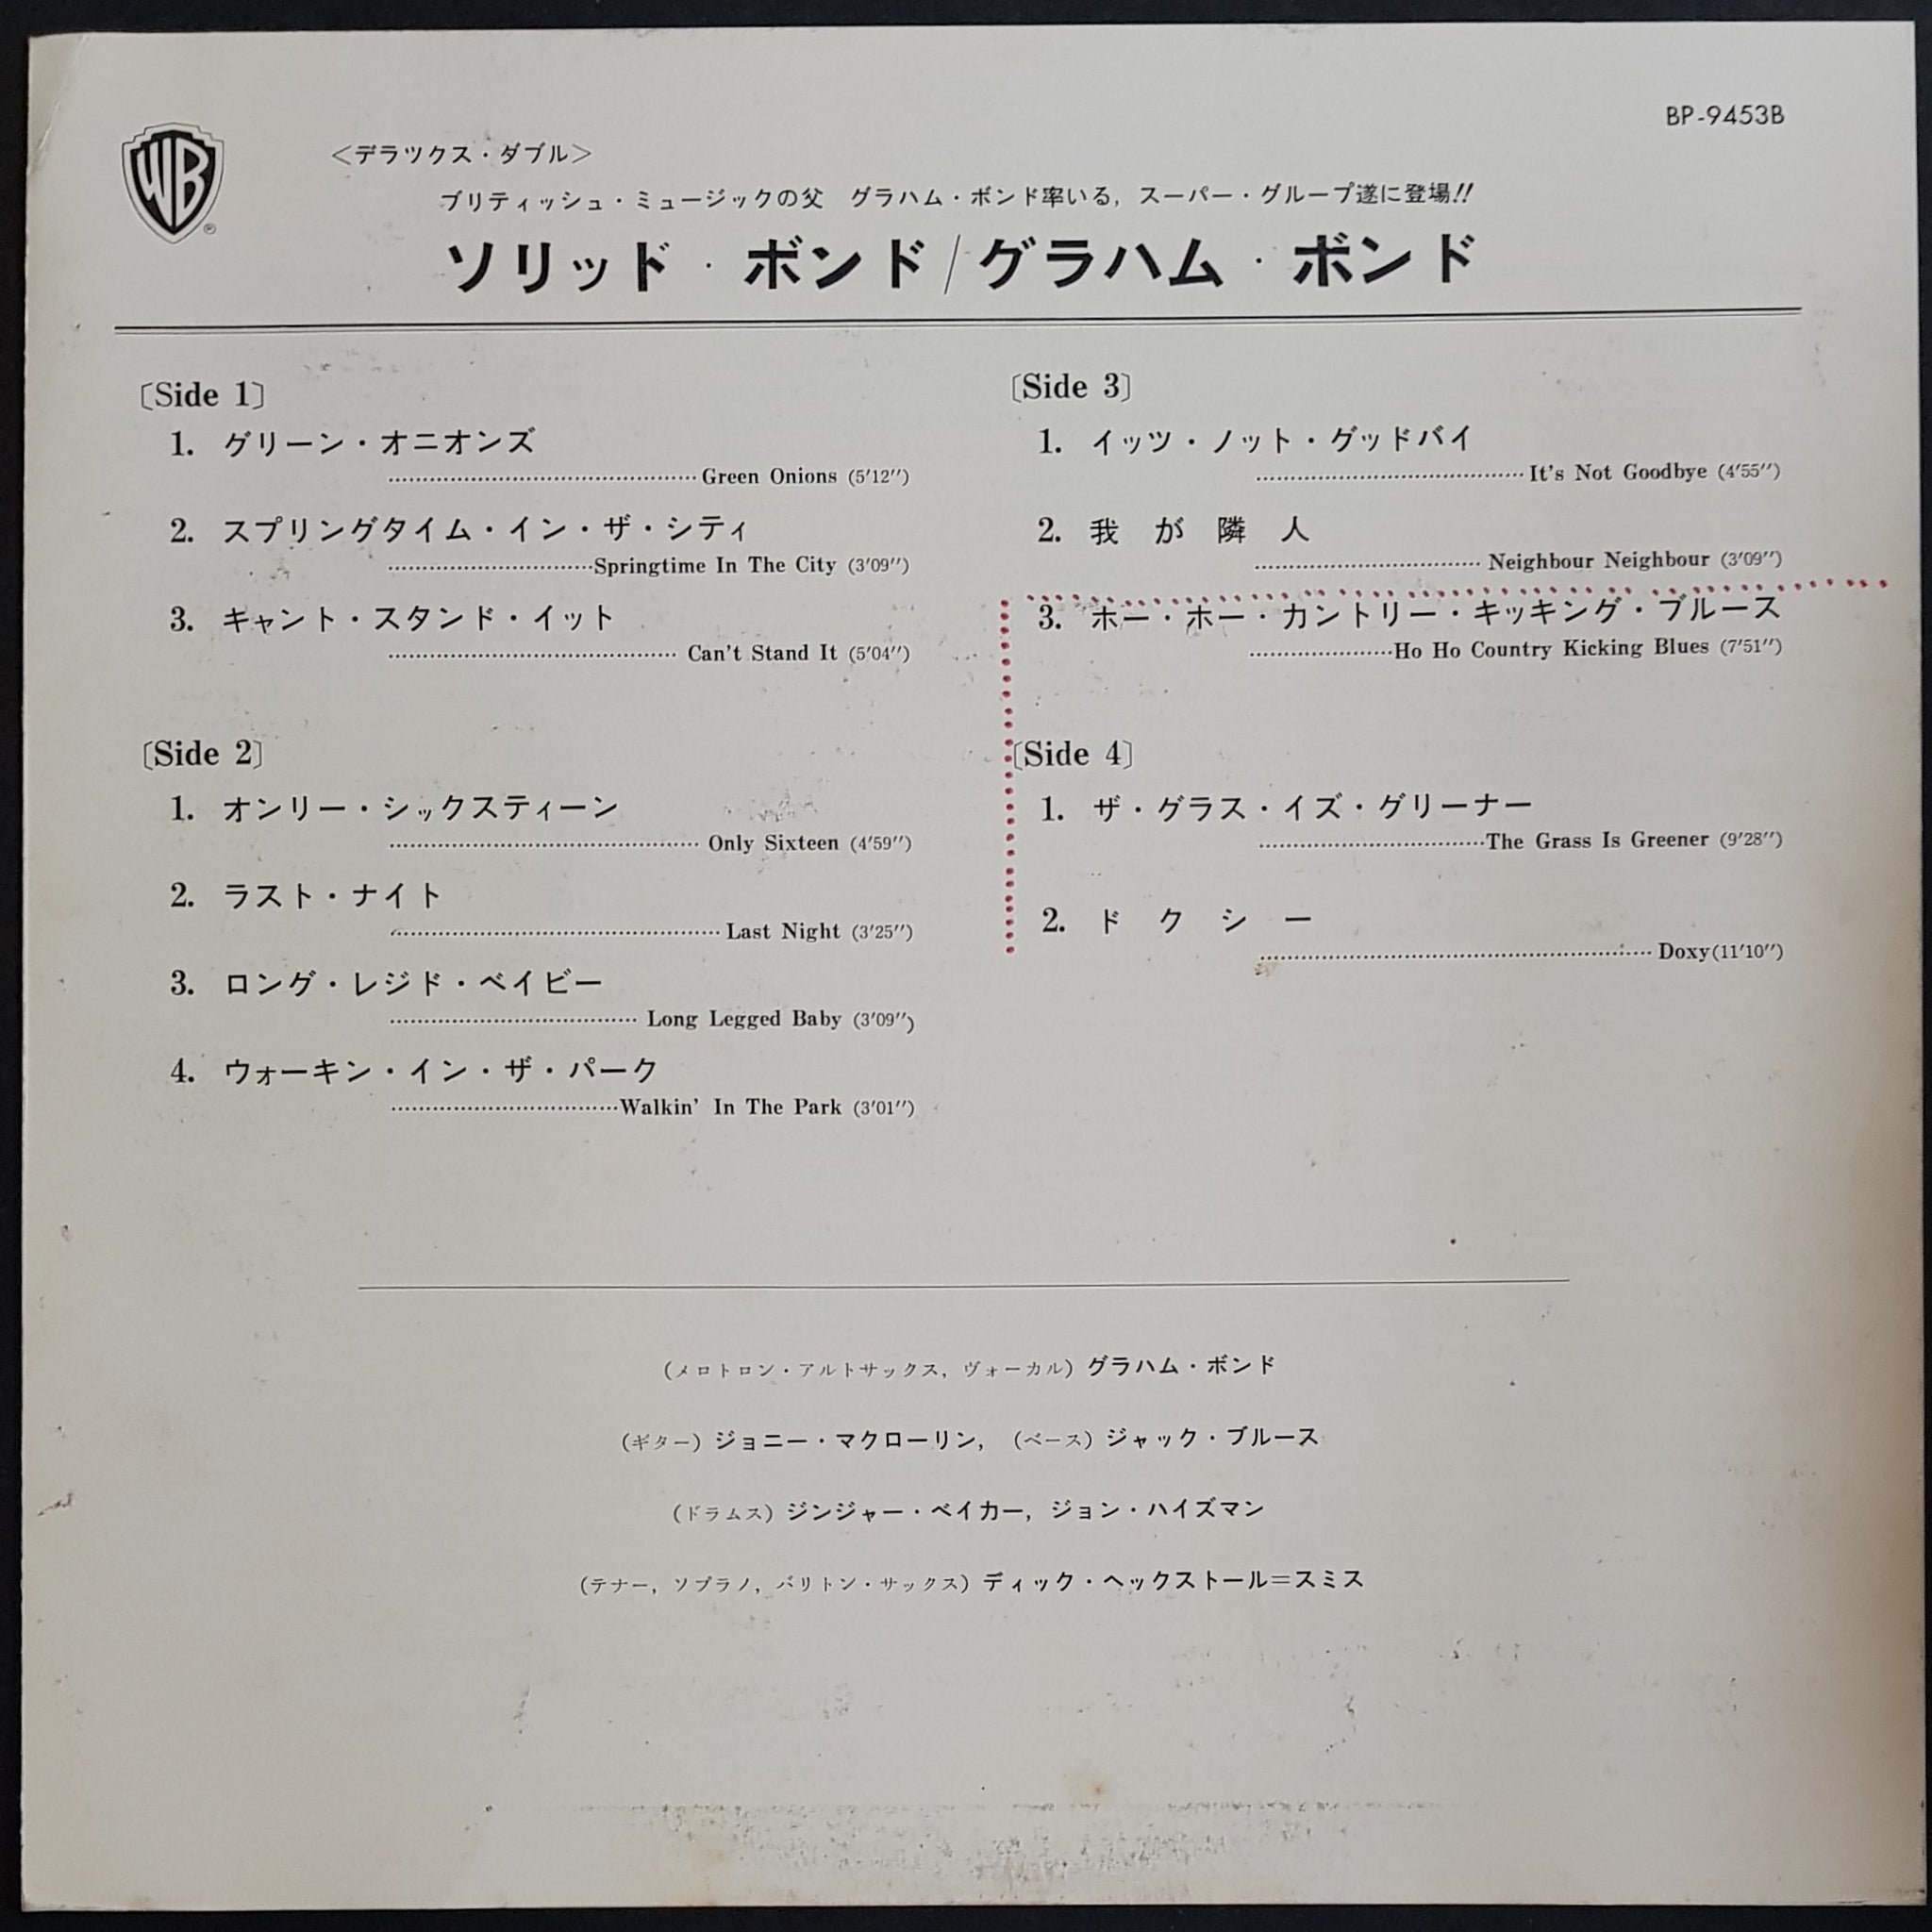 BP-9453B
WB
®
<デラックス・ダブル>
ブリティッシュ・ミュージックの父 グラハム・ボンド率いる, スーパー・グループ遂に登場!!
ソリッド・ボンド/グラハム・ボンド
〔Side 1〕
1. グリーン・オニオンズ
Green Onions (5′12″)
2. スプリングタイム・イン・ザ・シティ
Springtime In The City (3′09″)
3. キャント・スタンド・イット
Can't Stand It (5′04″)
〔Side 2〕
1. オンリー・シックスティーン
Only Sixteen (4′59″)
2. ラスト・ナイト
Last Night (3′25″)
3. ロング・レジド・ベイビー
Long Legged Baby (3′09″)
4. ウォーキン・イン・ザ・パーク
Walkin' In The Park (3′01″)
〔Side 3〕
1. イッツ・ノット・グッドバイ
It's Not Goodbye (4′55″)
2. 我が隣人
Neighbour Neighbour (3′09″)
3. ホー・ホー・カントリー・キッキング・ブルース
Ho Ho Country Kicking Blues (7′51″)
〔Side 4〕
1. ザ・グラス・イズ・グリーナー
The Grass Is Greener (9′28″)
2. ドクシー
Doxy(11′10″)
(メロトロン・アルトサックス, ヴォーカル) グラハム・ボンド
(ギター) ジョニー・マクローリン, (ベース) ジャック・ブルース
(ドラムス) ジンジャー・ベイカー, ジョン・ハイズマン
(テナー, ソプラノ, バリトン・サックス) ディック・ヘックストール=スミス